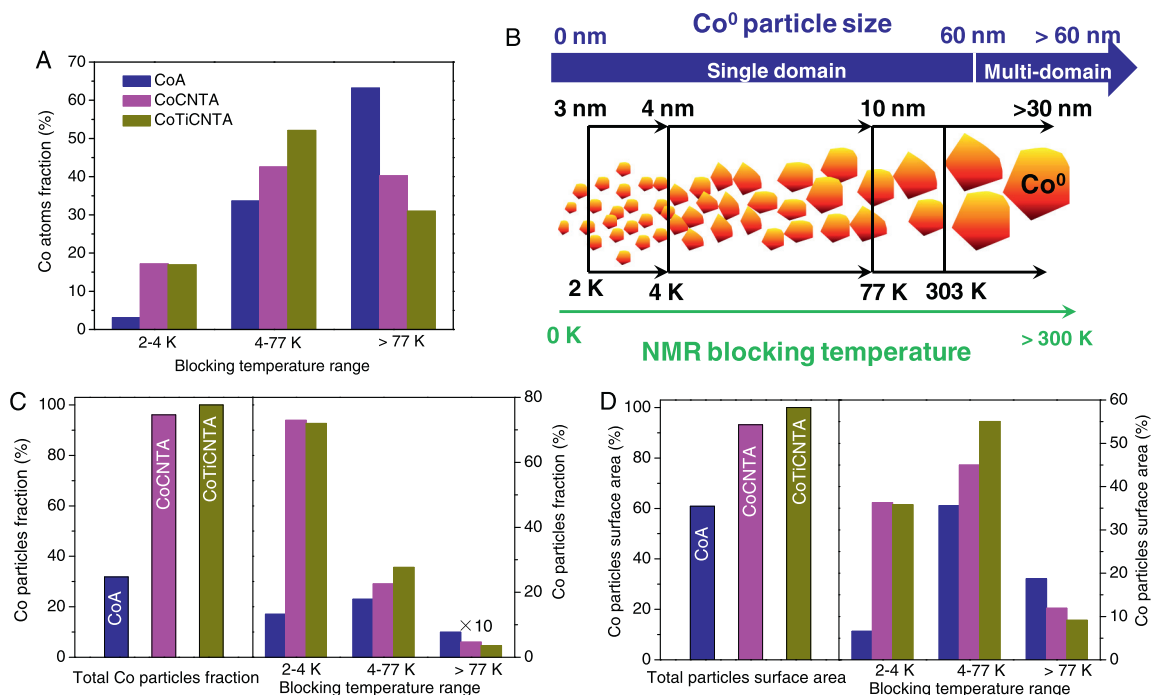 A
70
60
50
40
30
20
10
0
Co atoms fraction (%)
CoA
CoCNTA
CoTiCNTA
2-4 K
4-77 K
> 77 K
Blocking temperature range
B
Co⁰ particle size
0 nm
60 nm
> 60 nm
Single domain
Multi-domain
3 nm
4 nm
10 nm
>30 nm
Co⁰
2 K
4 K
77 K
303 K
0 K
> 300 K
NMR blocking temperature
C
100
80
60
40
20
0
Co particles fraction (%)
CoA
CoCNTA
CoTiCNTA
Total Co particles fraction
×10
2-4 K
4-77 K
> 77 K
Blocking temperature range
80
60
40
20
0
Co particles fraction (%)
D
100
80
60
40
20
0
Co particles surface area (%)
CoA
CoCNTA
CoTiCNTA
Total particles surface area
2-4 K
4-77 K
> 77 K
Blocking temperature range
60
50
40
30
20
10
0
Co particles surface area (%)